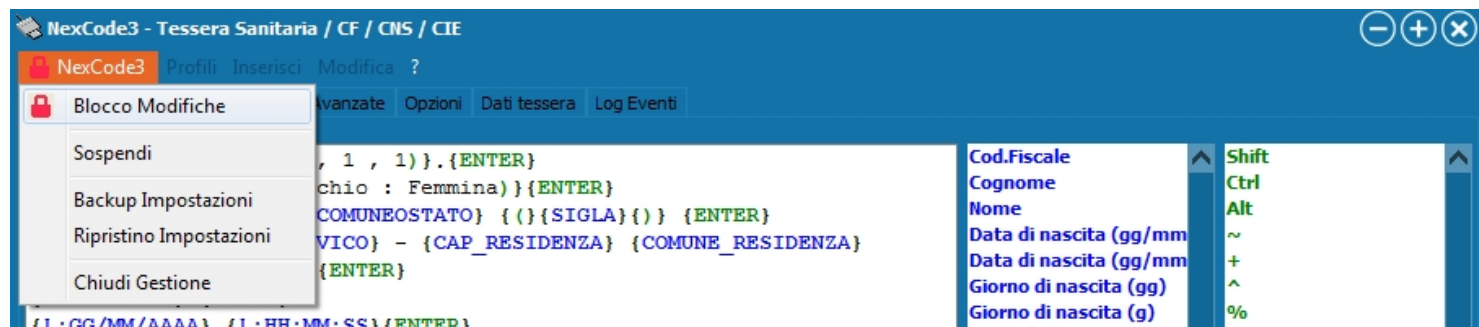 NexCode3 - Tessera Sanitaria / CF / CNS / CIE
NexCode3 Profili Inserisci Modifica ?
Blocco Modifiche
Sospendi
Backup Impostazioni
Ripristino Impostazioni
Chiudi Gestione
Avanzate Opzioni Dati tessera Log Eventi
, 1 , 1)}.{ENTER}
chio : Femmina)}{ENTER}
COMUNEOSTATO} {(}{SIGLA}{)} {ENTER}
VICO} - {CAP_RESIDENZA} {COMUNE_RESIDENZA}
{ENTER}
{L:GG/MM/AAAA} {L:HH:MM:SS}{ENTER}
Cod.Fiscale
Cognome
Nome
Data di nascita (gg/mm
Data di nascita (gg/mm
Giorno di nascita (gg)
Giorno di nascita (g)
Shift
Ctrl
Alt
~
+
^
%